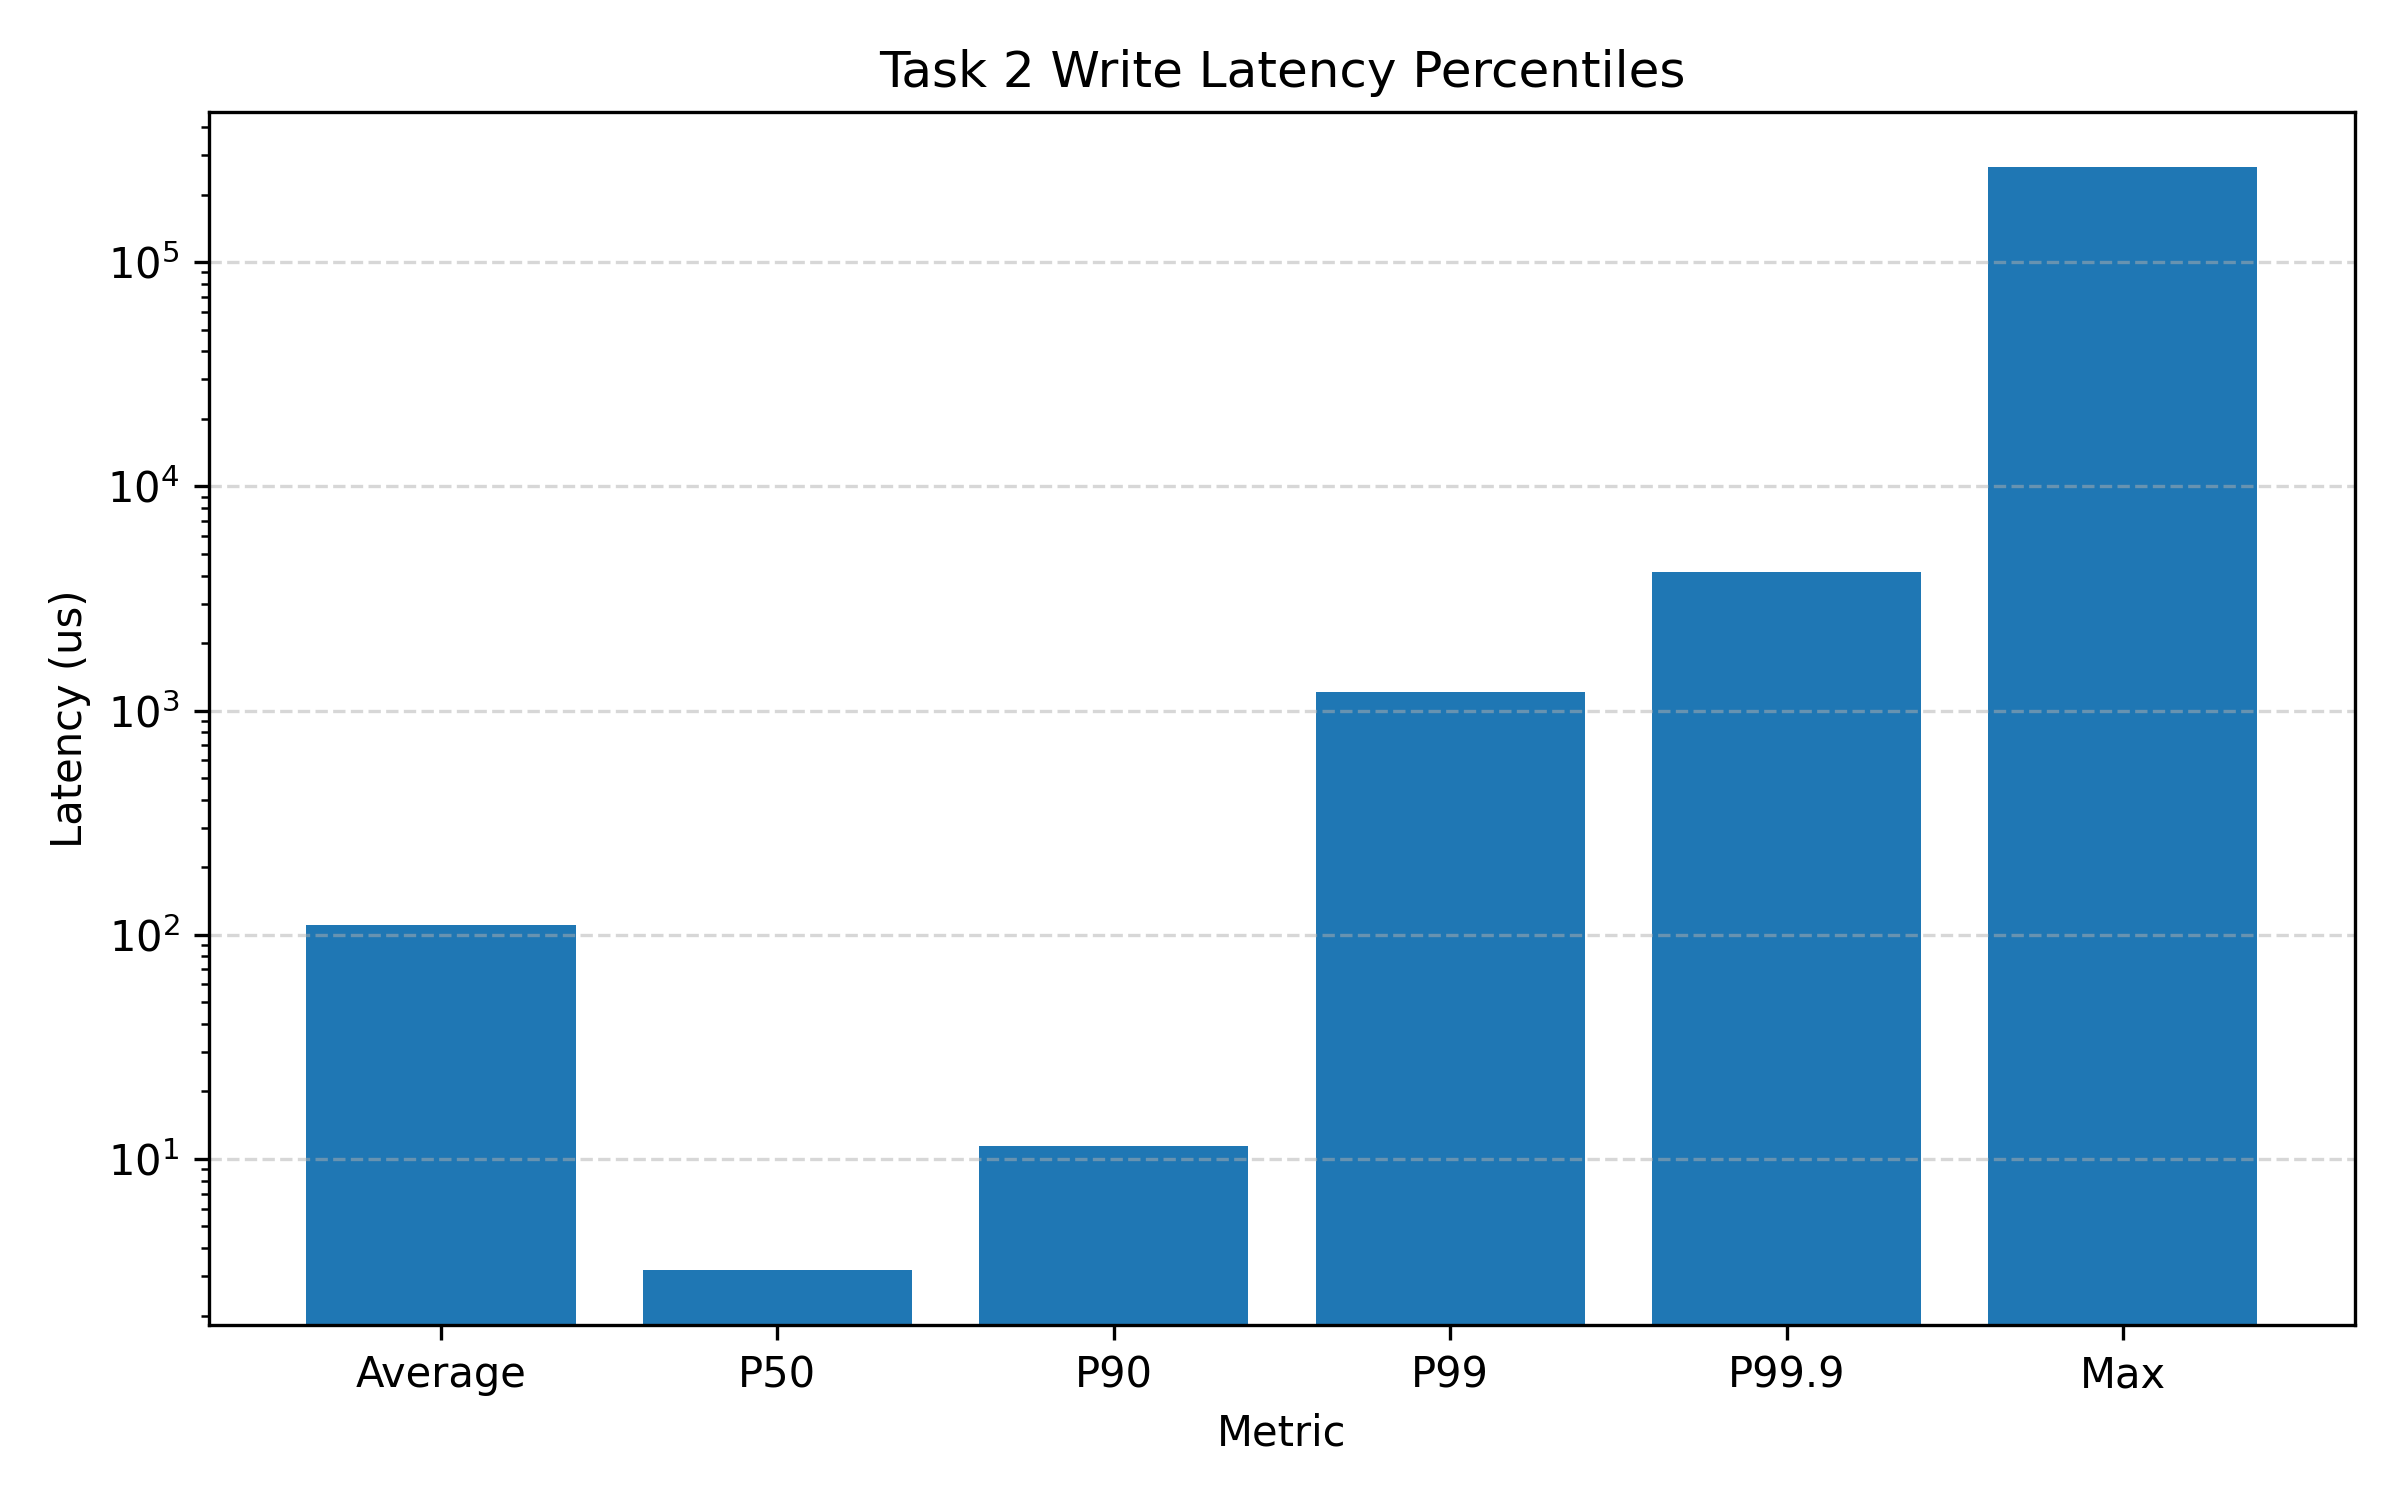 Task 2 Write Latency Percentiles
Latency (us)
10⁵
10⁴
10³
10²
10¹
Average P50 P90 P99 P99.9 Max
Metric